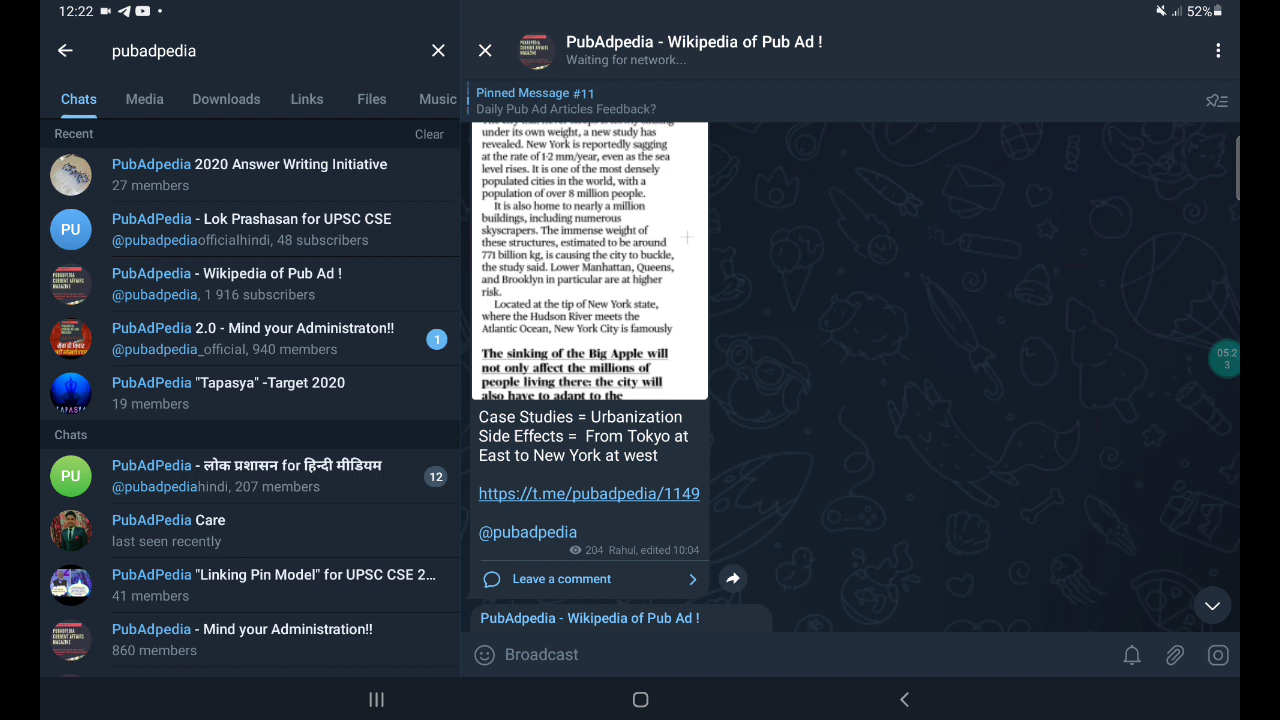 12:22
52%
pubadpedia
Chats
Media
Downloads
Links
Files
Music
Recent
Clear
PubAdpedia 2020 Answer Writing Initiative
27 members
PU
PubAdPedia - Lok Prashasan for UPSC CSE
@pubadpediaofficialhindi, 48 subscribers
PubAdpedia - Wikipedia of Pub Ad !
@pubadpedia, 1 916 subscribers
PubAdpedia 2.0 - Mind your Administraton!!
@pubadpedia_official, 940 members
1
PubAdpedia "Tapasya" -Target 2020
19 members
Chats
PU
PubAdPedia - लोक प्रशासन for हिन्दी मीडियम
@pubadpediahindi, 207 members
12
PubAdPedia Care
last seen recently
PubAdPedia "Linking Pin Model" for UPSC CSE 2...
41 members
PubAdpedia - Mind your Administration!!
860 members
PubAdpedia - Wikipedia of Pub Ad !
Waiting for network...
Pinned Message #11
Daily Pub Ad Articles Feedback?
under its own weight, a new study has
revealed. New York is reportedly sagging
at the rate of 1-2 mm/year, even as the sea
level rises. It is one of the most densely
populated cities in the world, with a
population of over 8 million people.
It is also home to nearly a million
buildings, including numerous
skyscrapers. The immense weight of
these structures, estimated to be around
771 billion kg, is causing the city to buckle,
the study said. Lower Manhattan, Queens,
and Brooklyn in particular are at higher
risk.
Located at the tip of New York state,
where the Hudson River meets the
Atlantic Ocean, New York City is famously
The sinking of the Big Apple will
not only affect the millions of
people living there: the city will
also have to adapt to the
Case Studies = Urbanization
Side Effects = From Tokyo at
East to New York at west
https://t.me/pubadpedia/1149
@pubadpedia
204 Rahul, edited 10:04
Leave a comment
PubAdpedia - Wikipedia of Pub Ad !
Broadcast
05:2
3